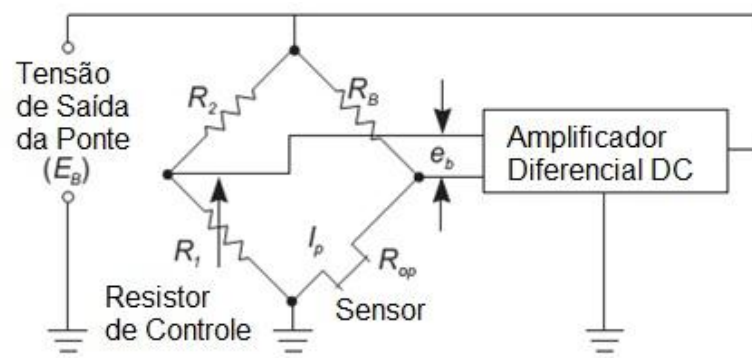 Tensão
de Saída
da Ponte
(E_B)
R_2
R_B
e_b
Amplificador
Diferencial DC
R_1
I_p
R_op
Resistor
de Controle
Sensor